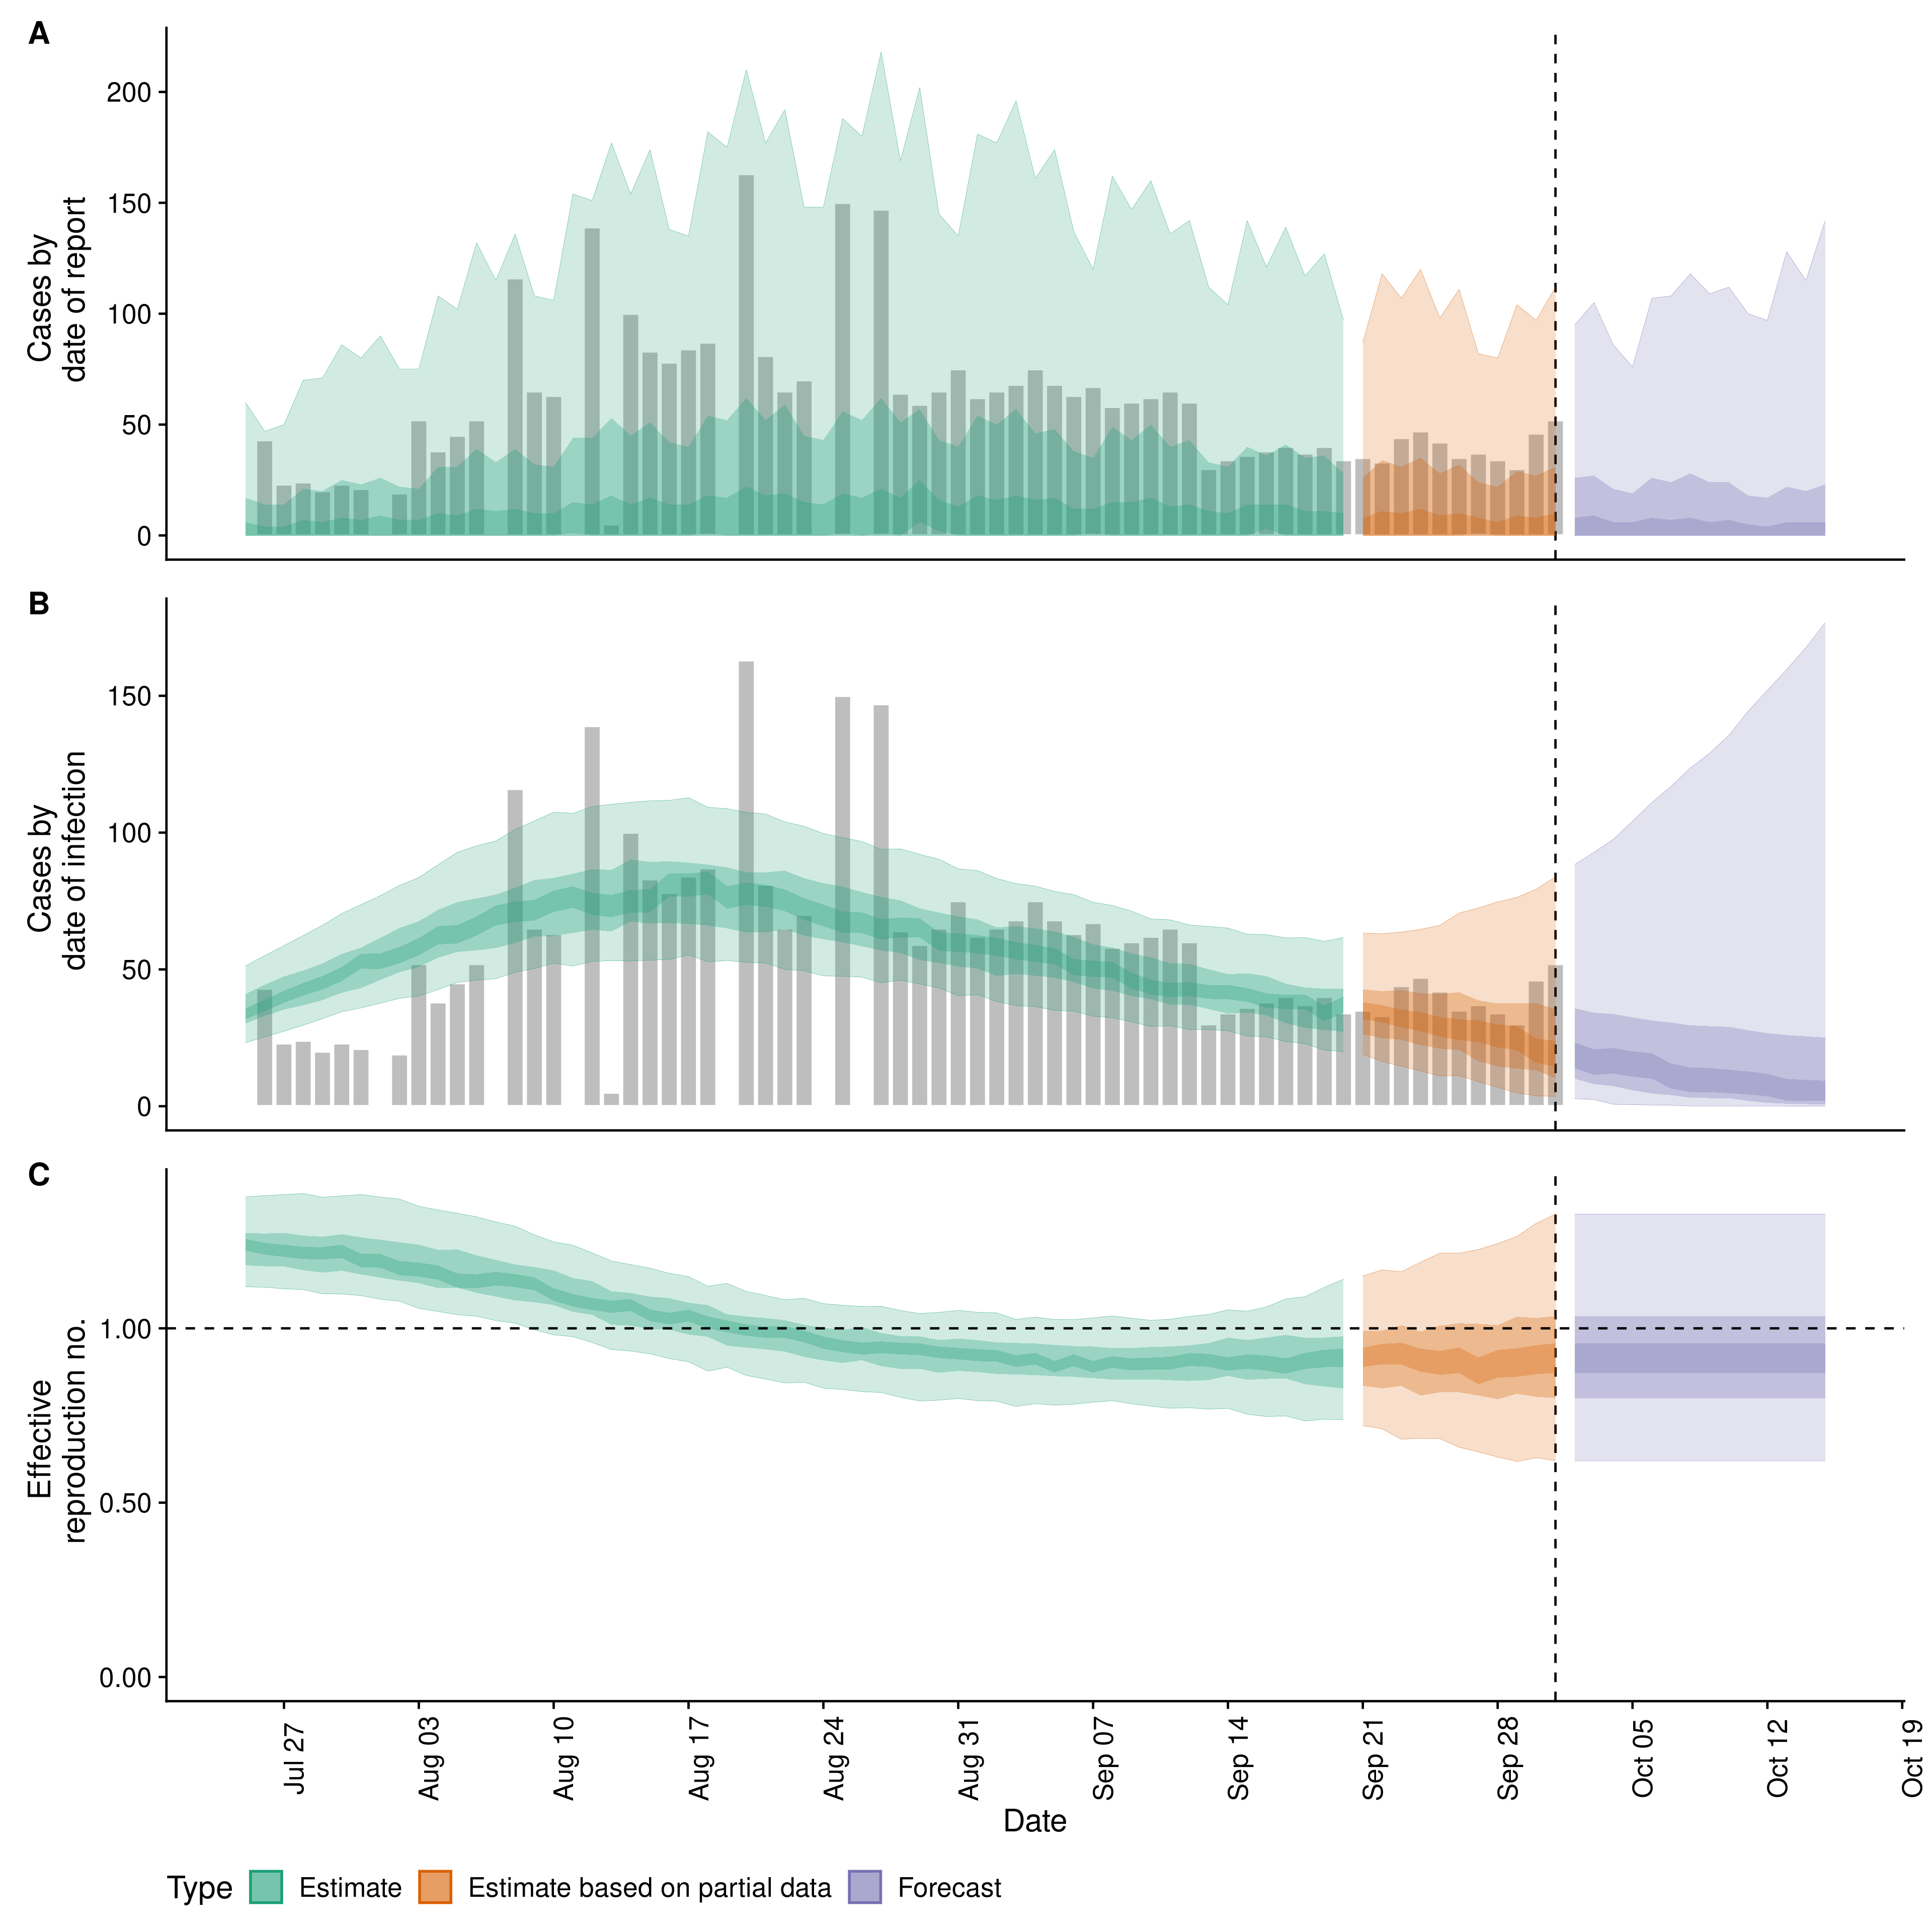 A
Cases by
date of report
200
150
100
50
0
B
Cases by
date of infection
150
100
50
0
C
Effective
reproduction no.
1.00
0.50
0.00
Jul 27
Aug 03
Aug 10
Aug 17
Aug 24
Aug 31
Sep 07
Sep 14
Sep 21
Sep 28
Oct 05
Oct 12
Oct 19
Date
Type Estimate Estimate based on partial data Forecast